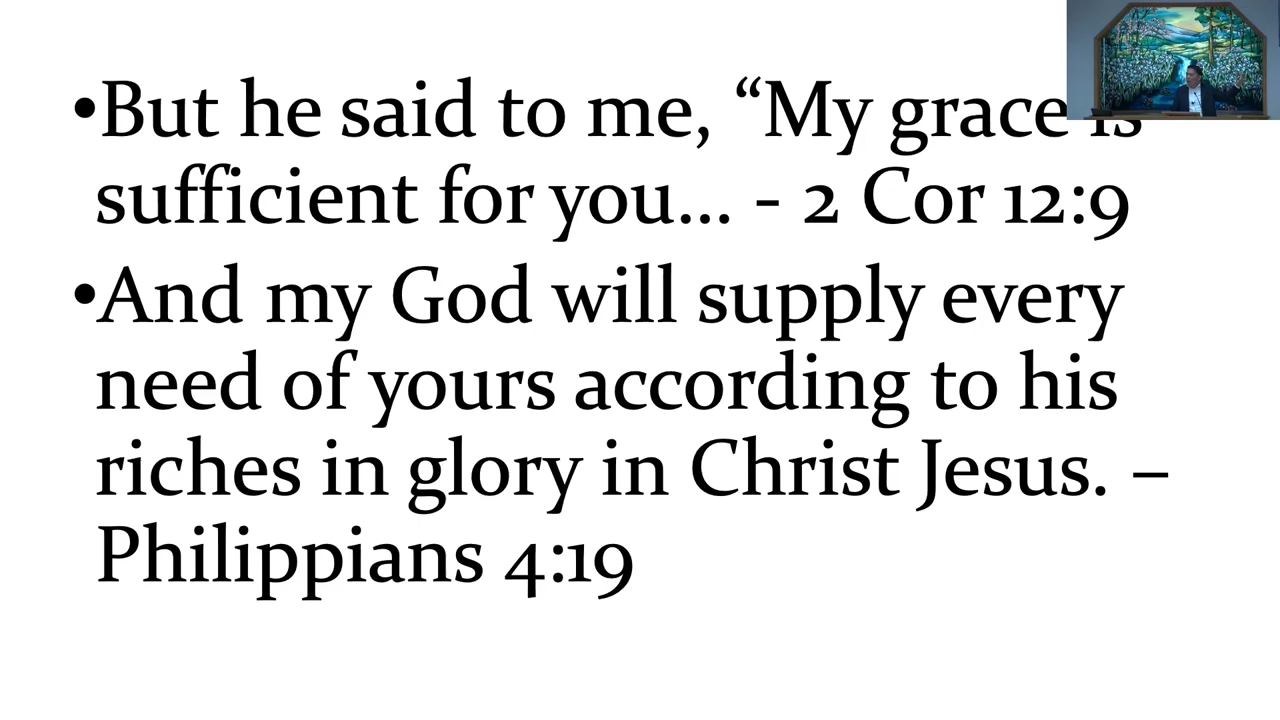 •But he said to me, “My grace is
sufficient for you... - 2 Cor 12:9
•And my God will supply every
need of yours according to his
riches in glory in Christ Jesus. –
Philippians 4:19